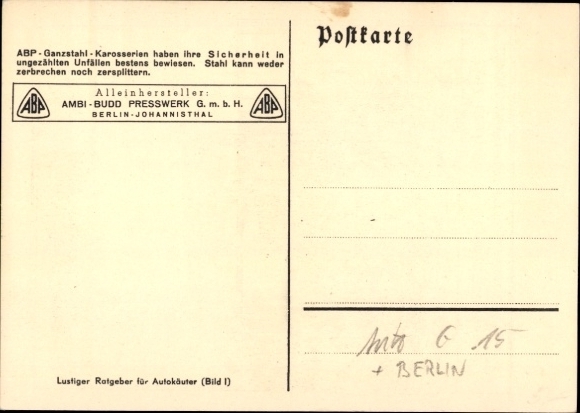 ABP - Ganzstahl - Karosserien haben ihre Sicherheit in
ungezählten Unfällen bestens bewiesen. Stahl kann weder
zerbrechen noch zersplittern.
ABP
Alleinhersteller:
AMBI - BUDD PRESSWERK G. m. b. H.
BERLIN-JOHANNISTHAL
ABP
Lustiger Ratgeber für Autokäuter (Bild I)
Postkarte
Auto G 15
+ BERLIN